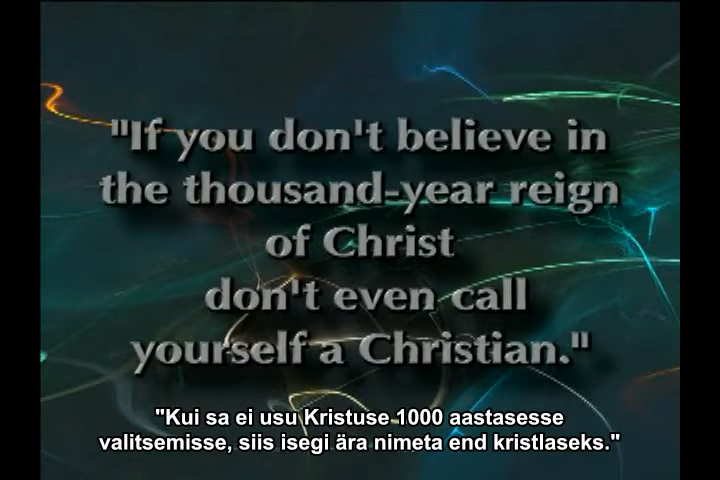 "If you don't believe in
the thousand-year reign
of Christ
don't even call
yourself a Christian."
"Kui sa ei usu Kristuse 1000 aastasesse
valitsemisse, siis isegi ära nimeta end kristlaseks."